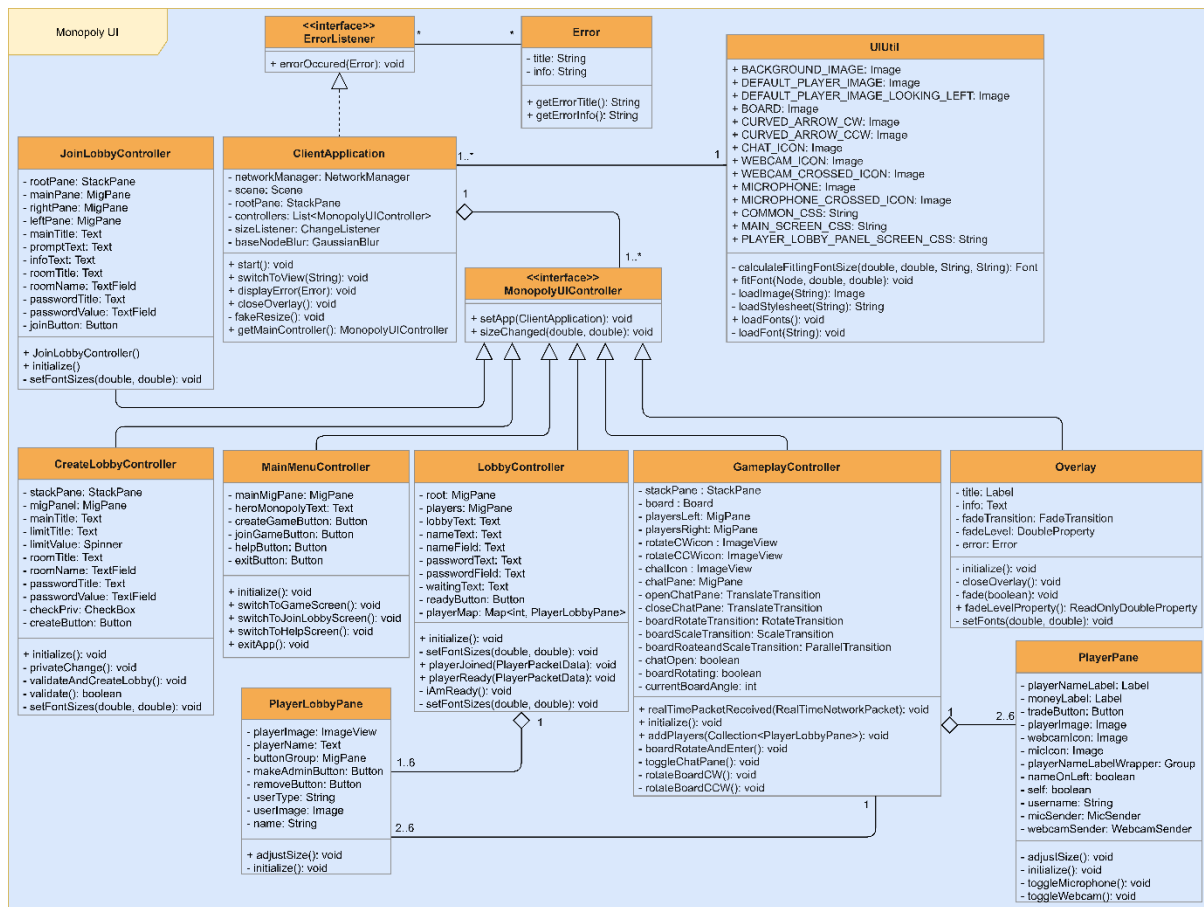 Monopoly UI
<<interface>>
ErrorListener
+ errorOccured(Error): void
*
*
Error
- title: String
- info: String
+ getErrorTitle(): String
+ getErrorInfo(): String
UIUtil
+ BACKGROUND_IMAGE: Image
+ DEFAULT_PLAYER_IMAGE: Image
+ DEFAULT_PLAYER_IMAGE_LOOKING_LEFT: Image
+ BOARD: Image
+ CURVED_ARROW_CW: Image
+ CURVED_ARROW_CCW: Image
+ CHAT_ICON: Image
+ WEBCAM_ICON: Image
+ WEBCAM_CROSSED_ICON: Image
+ MICROPHONE: Image
+ MICROPHONE_CROSSED_ICON: Image
+ COMMON_CSS: String
+ MAIN_SCREEN_CSS: String
+ PLAYER_LOBBY_PANEL_SCREEN_CSS: String
- calculateFittingFontSize(double, double, String, String): Font
+ fitFont(Node, double, double): void
- loadImage(String): Image
- loadStylesheet(String): String
+ loadFonts(): void
- loadFont(String): void
JoinLobbyController
- rootPane: StackPane
- mainPane: MigPane
- rightPane: MigPane
- leftPane: MigPane
- mainTitle: Text
- promptText: Text
- infoText: Text
- roomTitle: Text
- roomName: TextField
- passwordTitle: Text
- passwordValue: TextField
- joinButton: Button
+ JoinLobbyController()
+ initialize()
- setFontSizes(double, double): void
ClientApplication
- networkManager: NetworkManager
- scene: Scene
- rootPane: StackPane
- controllers: List<MonopolyUIController>
- sizeListener: ChangeListener
- baseNodeBlur: GaussianBlur
+ start(): void
+ switchToView(String): void
+ displayError(Error): void
+ closeOverlay(): void
- fakeResize(): void
+ getMainController(): MonopolyUIController
1..*
1
1
1..*
<<interface>>
MonopolyUIController
+ setApp(ClientApplication): void
+ sizeChanged(double, double): void
CreateLobbyController
- stackPane: StackPane
- migPanel: MigPane
- mainTitle: Text
- limitTitle: Text
- limitValue: Spinner
- roomTitle: Text
- roomName: TextField
- passwordTitle: Text
- passwordValue: TextField
- checkPriv: CheckBox
- createButton: Button
+ initialize(): void
- privateChange(): void
- validateAndCreateLobby(): void
- validate(): boolean
- setFontSizes(double, double): void
MainMenuController
- mainMigPane: MigPane
- heroMonopolyText: Text
- createGameButton: Button
- joinGameButton: Button
- helpButton: Button
- exitButton: Button
+ initialize(): void
+ switchToGameScreen(): void
+ switchToJoinLobbyScreen(): void
+ switchToHelpScreen(): void
+ exitApp(): void
LobbyController
- root: MigPane
- players: MigPane
- lobbyText: Text
- nameText: Text
- nameField: Text
- passwordText: Text
- passwordField: Text
- waitingText: Text
- readyButton: Button
- playerMap: Map<int, PlayerLobbyPane>
+ initialize(): void
- setFontSizes(double, double): void
+ playerJoined(PlayerPacketData): void
+ playerReady(PlayerPacketData): void
- iAmReady(): void
- setFontSizes(double, double): void
GameplayController
- stackPane : StackPane
- board : Board
- playersLeft: MigPane
- playersRight: MigPane
- rotateCWicon : ImageView
- rotateCCWicon : ImageView
- chatIcon : ImageView
- chatPane: MigPane
- openChatPane: TranslateTransition
- closeChatPane: TranslateTransition
- boardRotateTransition: RotateTransition
- boardScaleTransition: ScaleTransition
- boardRoateandScaleTransition: ParallelTransition
- chatOpen: boolean
- boardRotating: boolean
- currentBoardAngle: int
+ realTimePacketReceived(RealTimeNetworkPacket): void
+ initialize(): void
+ addPlayers(Collection<PlayerLobbyPane>): void
- boardRotateAndEnter(): void
- toggleChatPane(): void
- rotateBoardCW(): void
- rotateBoardCCW(): void
Overlay
- title: Label
- info: Text
- fadeTransition: FadeTransition
- fadeLevel: DoubleProperty
- error: Error
- initialize(): void
- closeOverlay(): void
- fade(boolean): void
+ fadeLevelProperty(): ReadOnlyDoubleProperty
- setFonts(double, double): void
PlayerLobbyPane
- playerImage: ImageView
- playerName: Text
- buttonGroup: MigPane
- makeAdminButton: Button
- removeButton: Button
- userType: String
- userImage: Image
- name: String
+ adjustSize(): void
- initialize(): void
1
1..6
2..6
1
1
2..6
PlayerPane
- playerNameLabel: Label
- moneyLabel: Label
- tradeButton: Button
- playerImage: Image
- webcamIcon: Image
- micIcon: Image
- playerNameLabelWrapper: Group
- nameOnLeft: boolean
- self: boolean
- username: String
- micSender: MicSender
- webcamSender: WebcamSender
- adjustSize(): void
- initialize(): void
- toggleMicrophone(): void
- toggleWebcam(): void